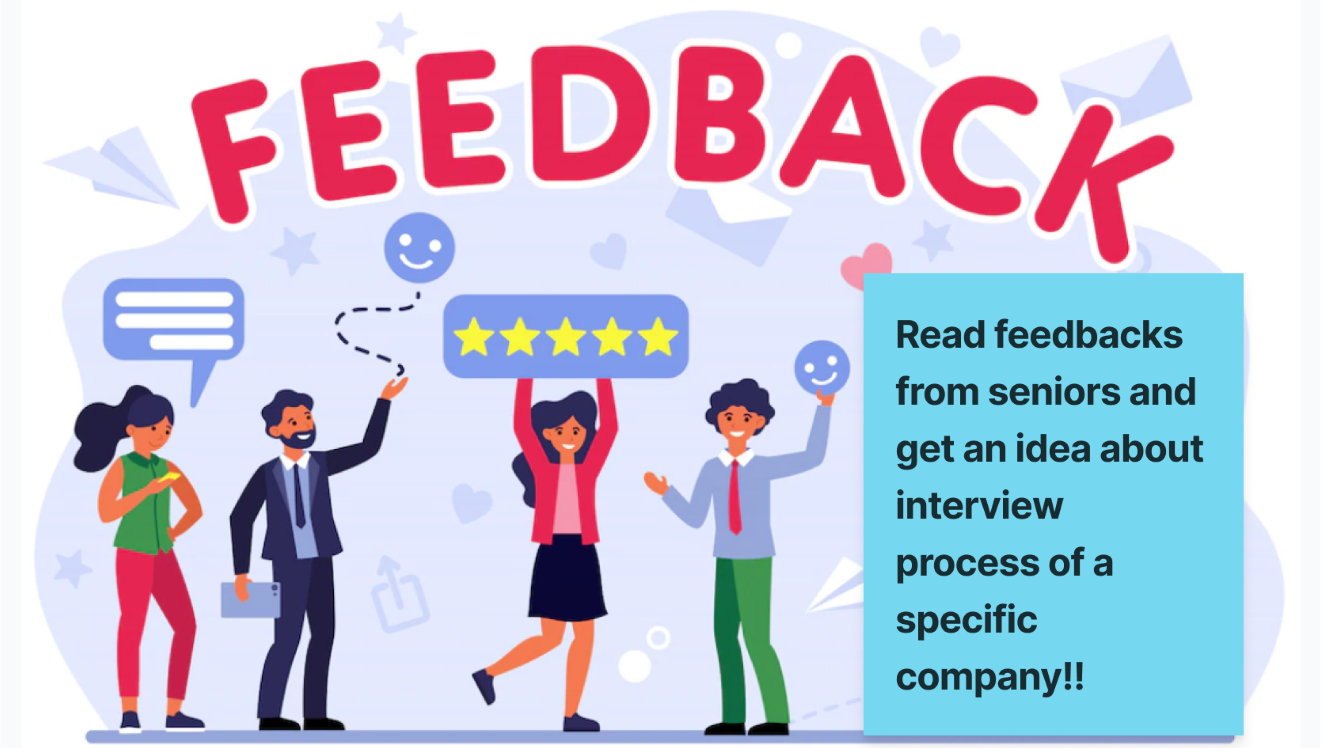 FEEDBACK
Read feedbacks
from seniors and
get an idea about
interview
process of a
specific
company!!